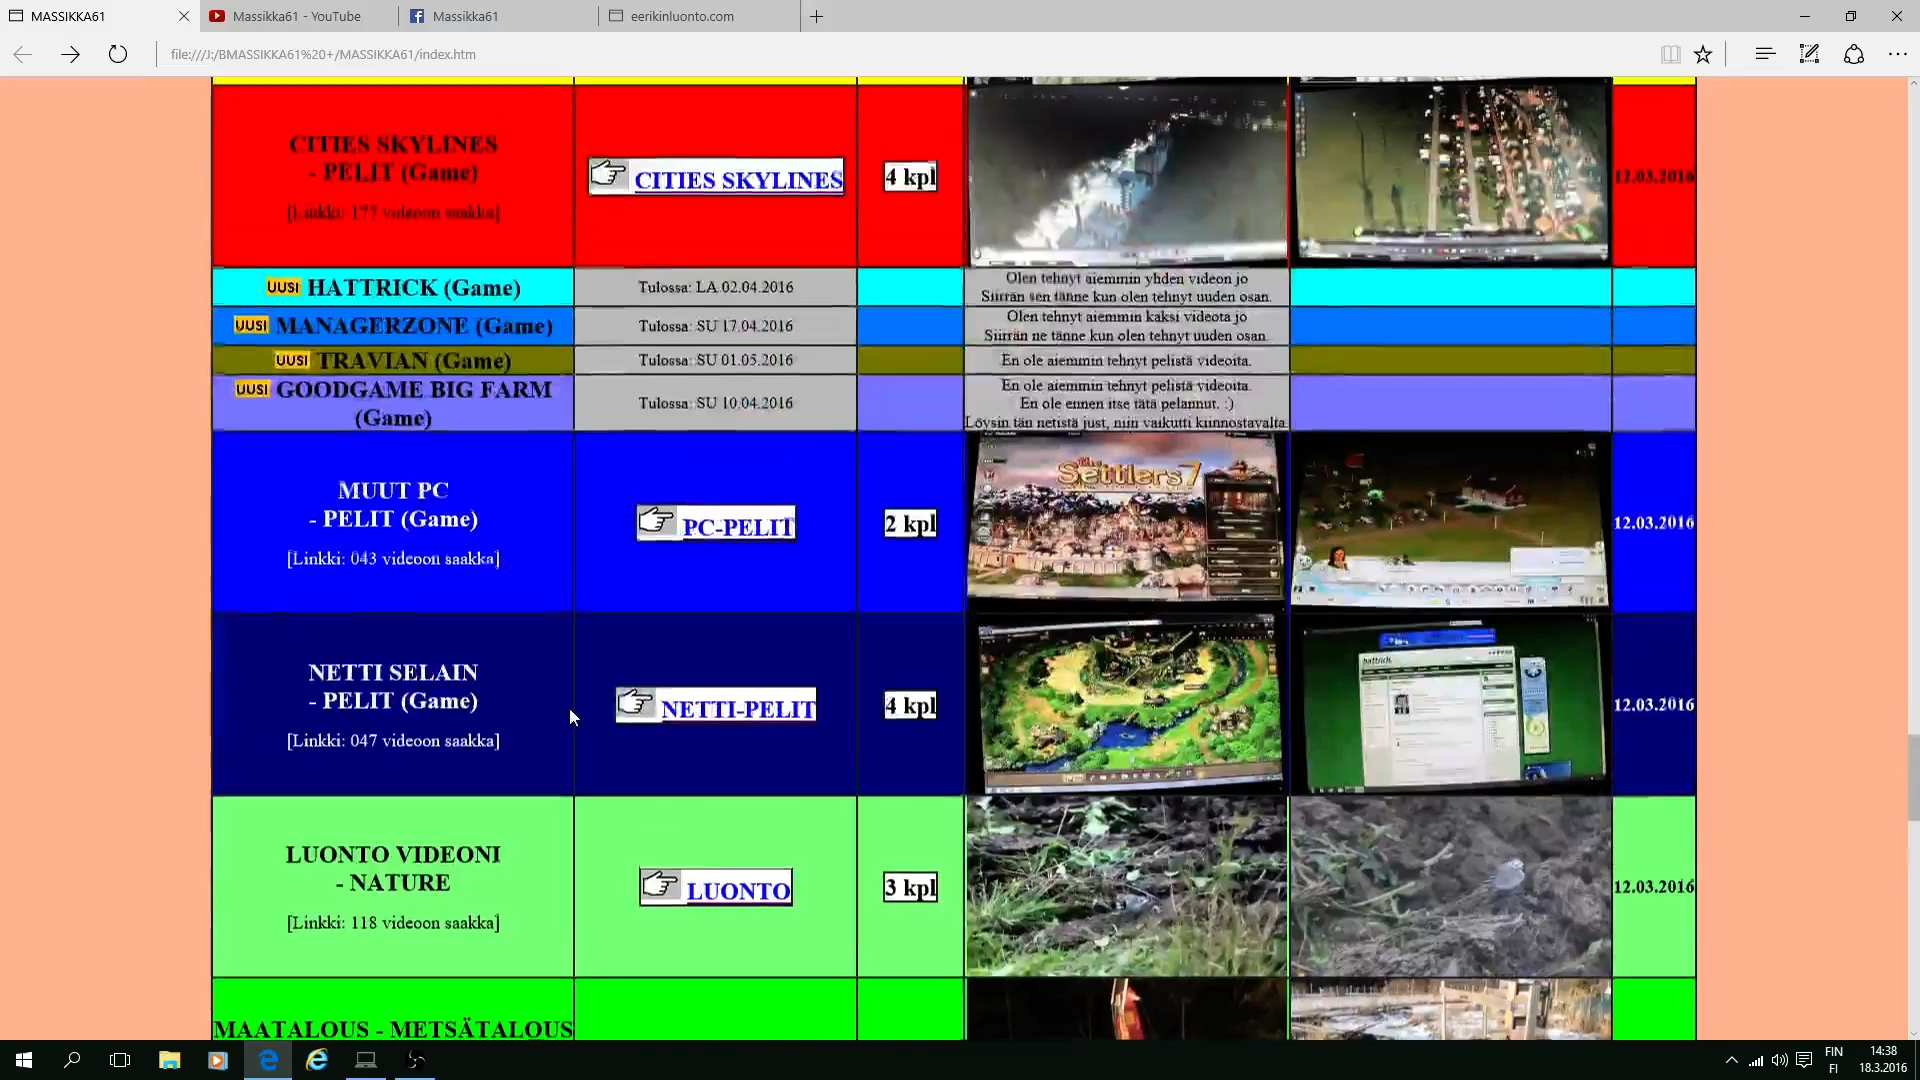 MASSIKKA61
Massikka61 - YouTube
Massikka61
eerikinluonto.com
file:///J:/BMASSIKKA61%20+/MASSIKKA61/index.htm
CITIES SKYLINES
- PELIT (Game)
[Linkki: 177 videoon saakka]
CITIES SKYLINES
4 kpl
12.03.2016
UUSI HATTRICK (Game)
Tulossa: LA 02.04.2016
Olen tehnyt aiemmin yhden videon jo
Siirrän sen tänne kun olen tehnyt uuden osan.
UUSI MANAGERZONE (Game)
Tulossa: SU 17.04.2016
Olen tehnyt aiemmin kaksi videota jo
Siirrän ne tänne kun olen tehnyt uuden osan.
UUSI TRAVIAN (Game)
Tulossa: SU 01.05.2016
En ole aiemmin tehnyt pelistä videoita.
UUSI GOODGAME BIG FARM
(Game)
Tulossa: SU 10.04.2016
En ole aiemmin tehnyt pelistä videoita.
En ole ennen itse tätä pelannut. :)
Löysin tän netistä just, niin vaikutti kiinnostavalta.
MUUT PC
- PELIT (Game)
[Linkki: 043 videoon saakka]
PC-PELIT
2 kpl
The Settlers 7
12.03.2016
NETTI SELAIN
- PELIT (Game)
[Linkki: 047 videoon saakka]
NETTI-PELIT
4 kpl
hattrick
12.03.2016
LUONTO VIDEONI
- NATURE
[Linkki: 118 videoon saakka]
LUONTO
3 kpl
12.03.2016
MAATALOUS - METSÄTALOUS
FIN
FI
14:38
18.3.2016